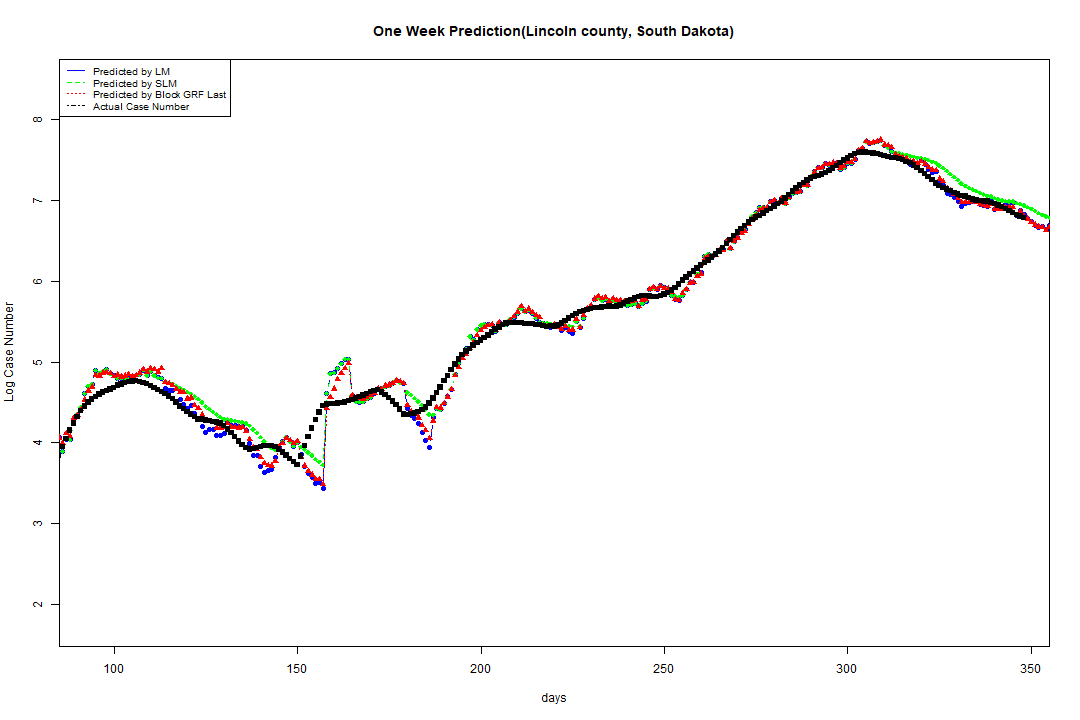 One Week Prediction(Lincoln county, South Dakota)
Predicted by LM
Predicted by SLM
Predicted by Block GRF Last
Actual Case Number
Log Case Number
8
7
6
5
4
3
2
100 150 200 250 300 350
days